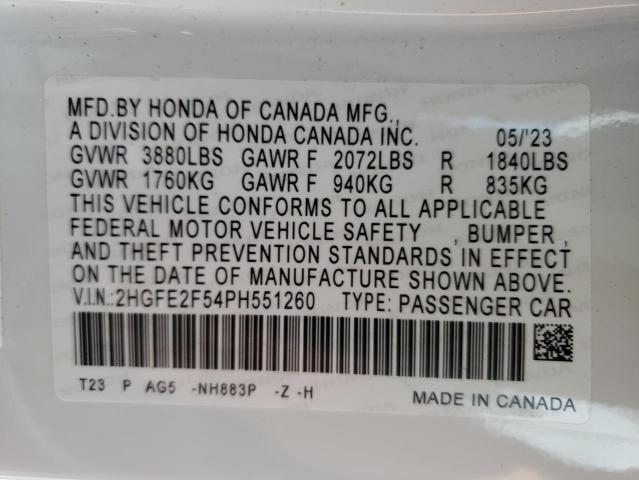 MFD.BY HONDA OF CANADA MFG.,
A DIVISION OF HONDA CANADA INC. 05/'23
GVWR 3880LBS GAWR F 2072LBS R 1840LBS
GVWR 1760KG GAWR F 940KG R 835KG
THIS VEHICLE CONFORMS TO ALL APPLICABLE
FEDERAL MOTOR VEHICLE SAFETY , BUMPER ,
AND THEFT PREVENTION STANDARDS IN EFFECT
ON THE DATE OF MANUFACTURE SHOWN ABOVE.
V.I.N.:2HGFE2F54PH551260 TYPE: PASSENGER CAR
T23 P AG5 -NH883P -Z -H
MADE IN CANADA